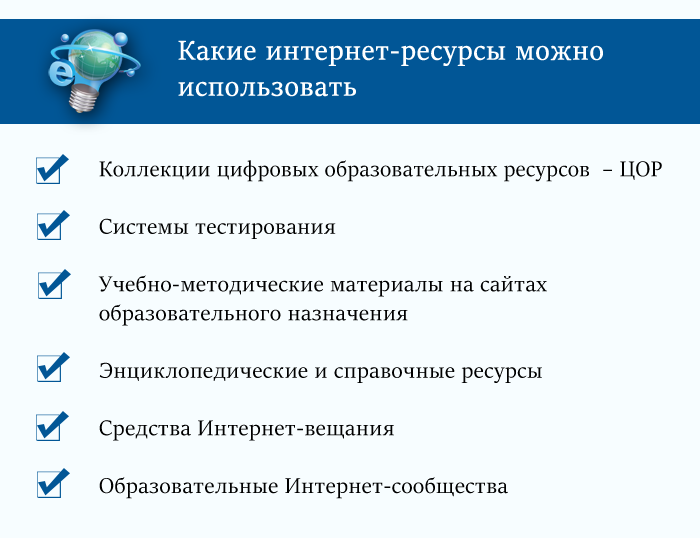 Какие интернет-ресурсы можно
использовать
e
Коллекции цифровых образовательных ресурсов – ЦОР
Системы тестирования
Учебно-методические материалы на сайтах
образовательного назначения
Энциклопедические и справочные ресурсы
Средства Интернет-вещания
Образовательные Интернет-сообщества